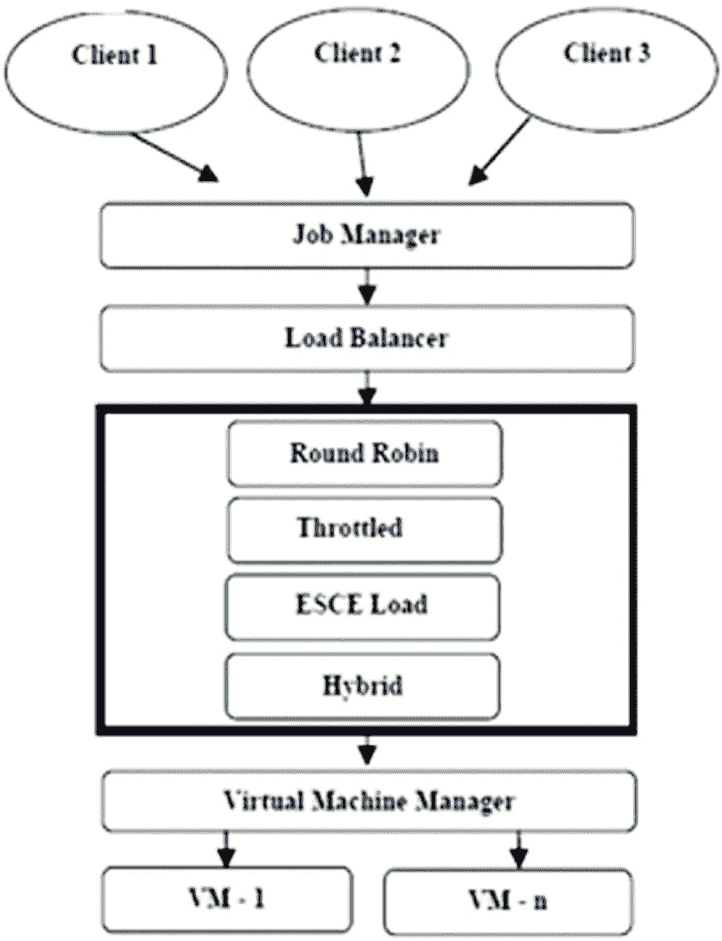 Client 1
Client 2
Client 3
Job Manager
Load Balancer
Round Robin
Throttled
ESCE Load
Hybrid
Virtual Machine Manager
VM - 1
VM - n